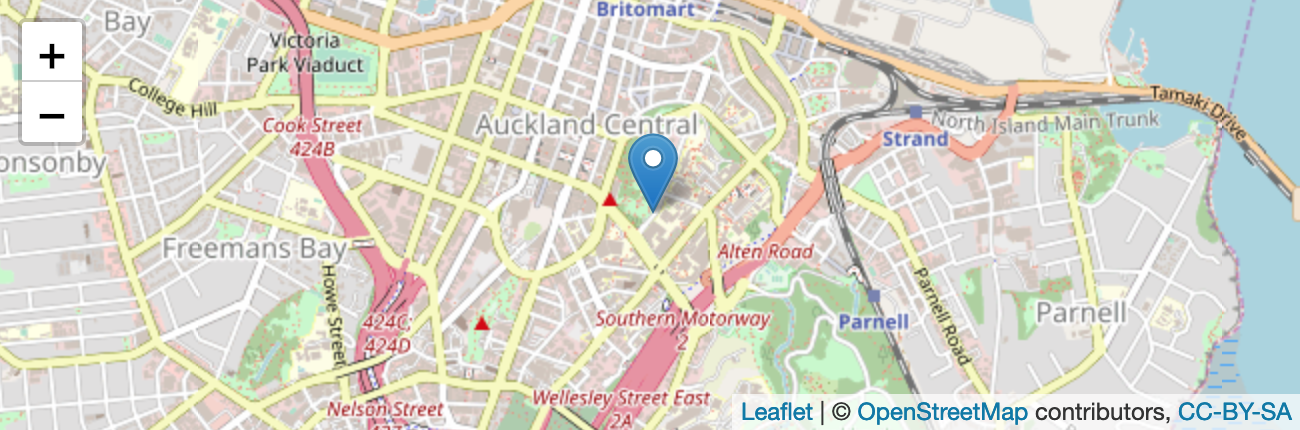 Britomart
Bay
+
Victoria
Park Viaduct
College Hill
Tamaki Drive
North Island Main Trunk
Cook Street
424B
Auckland Central
Strand
onsonby
Freemans Bay
Alten Road
Howe Street
Parnell Road
−
424C;
424D
Southern Motorway
2
Parnell
Parnell
Nelson Street
Wellesley Street East
2A
Leaflet | © OpenStreetMap contributors, CC-BY-SA